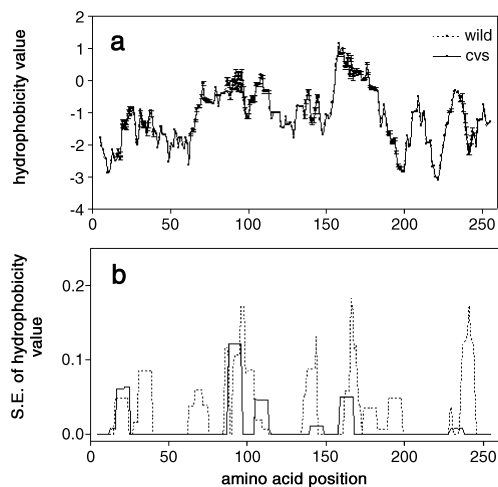 a
wild
cvs
hydrophobicity value
2
1
0
-1
-2
-3
-4
0
50
100
150
200
250
b
S.E. of hydrophobicity
value
0.2
0.1
0.0
0
50
100
150
200
250
amino acid position